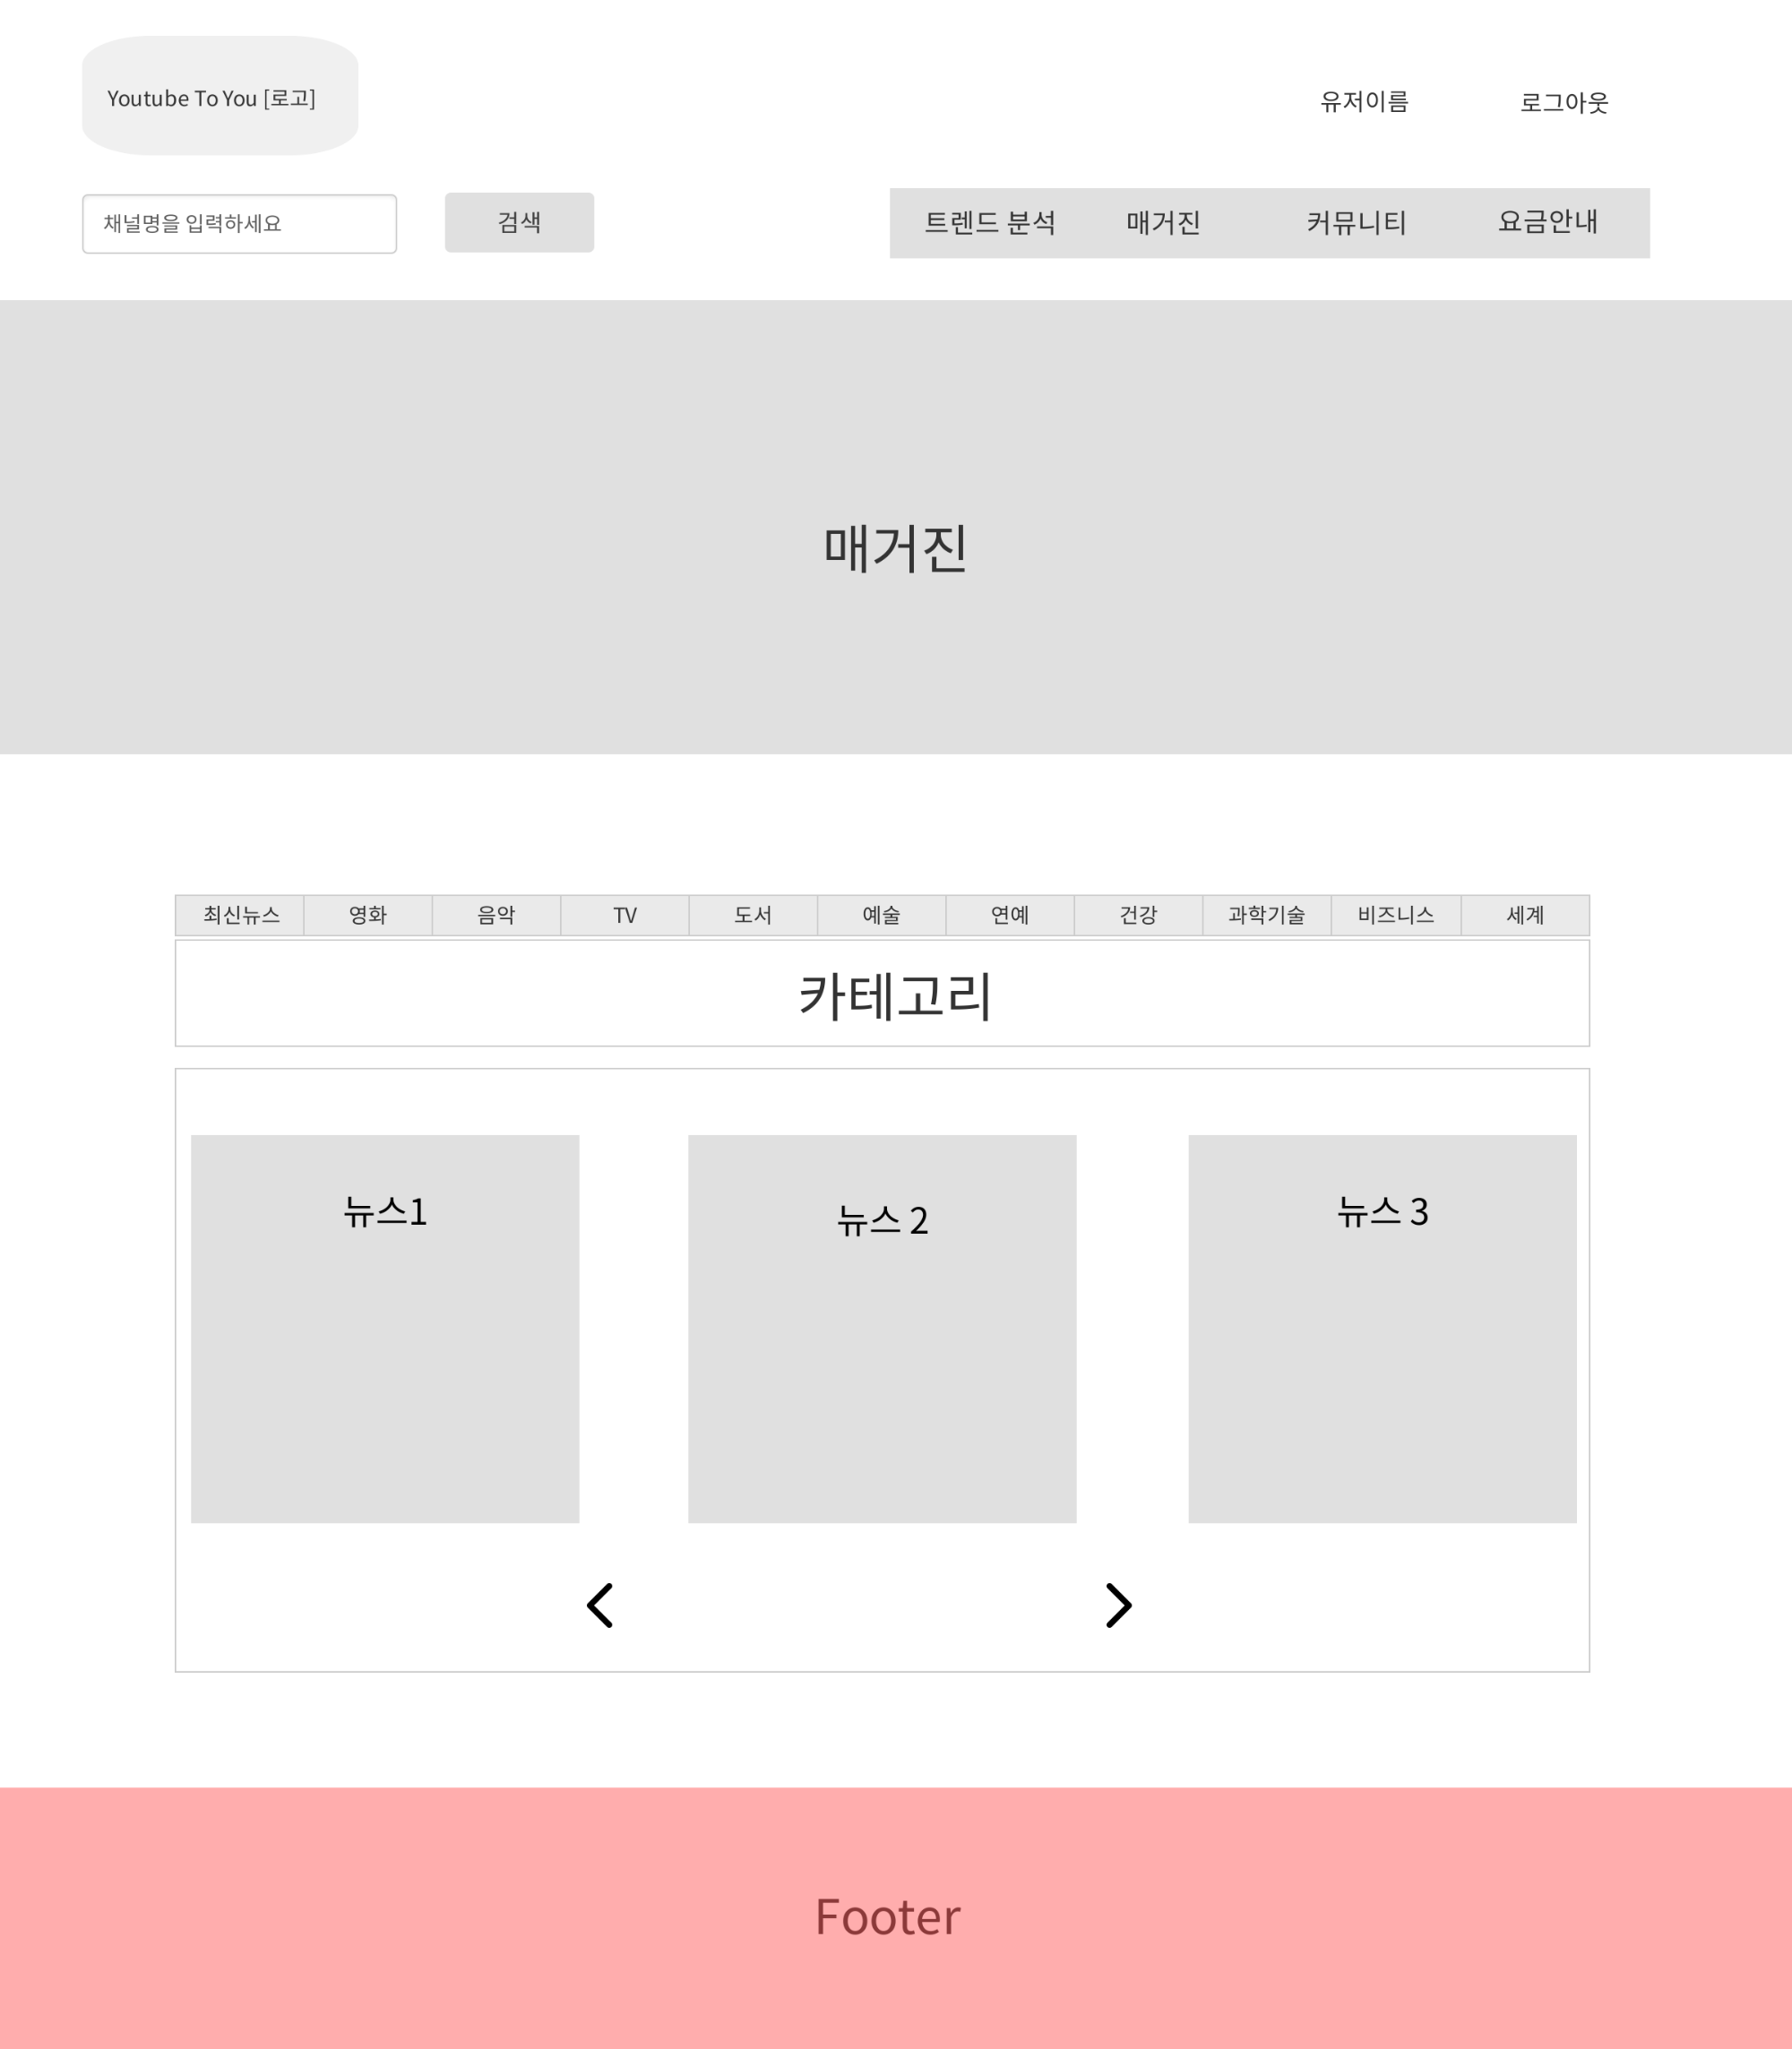 Youtube To You [로고]
유저이름
로그아웃
채널명을 입력하세요
검색
트렌드 분석
매거진
커뮤니티
요금안내
매거진
최신뉴스
영화
음악
TV
도서
예술
연예
건강
과학기술
비즈니스
세계
카테고리
뉴스1
뉴스 2
뉴스 3
Footer